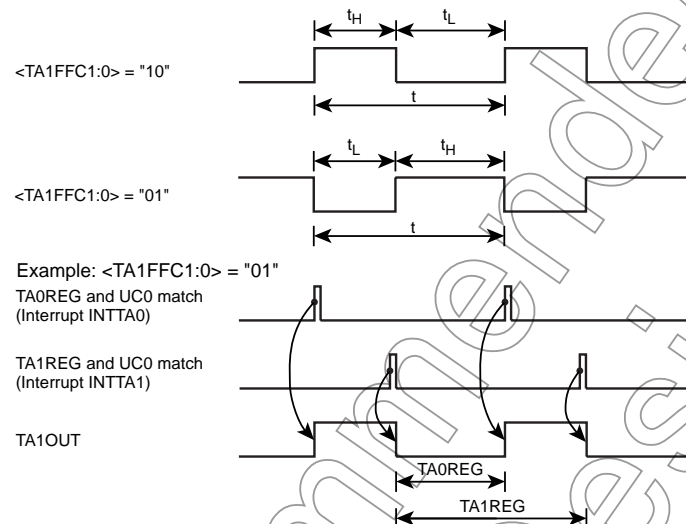 tH tL
<TA1FFC1:0> = "10"
t
tL tH
<TA1FFC1:0> = "01"
t
Example: <TA1FFC1:0> = "01"
TA0REG and UC0 match
(Interrupt INTTA0)
TA1REG and UC0 match
(Interrupt INTTA1)
TA1OUT
TA0REG
TA1REG